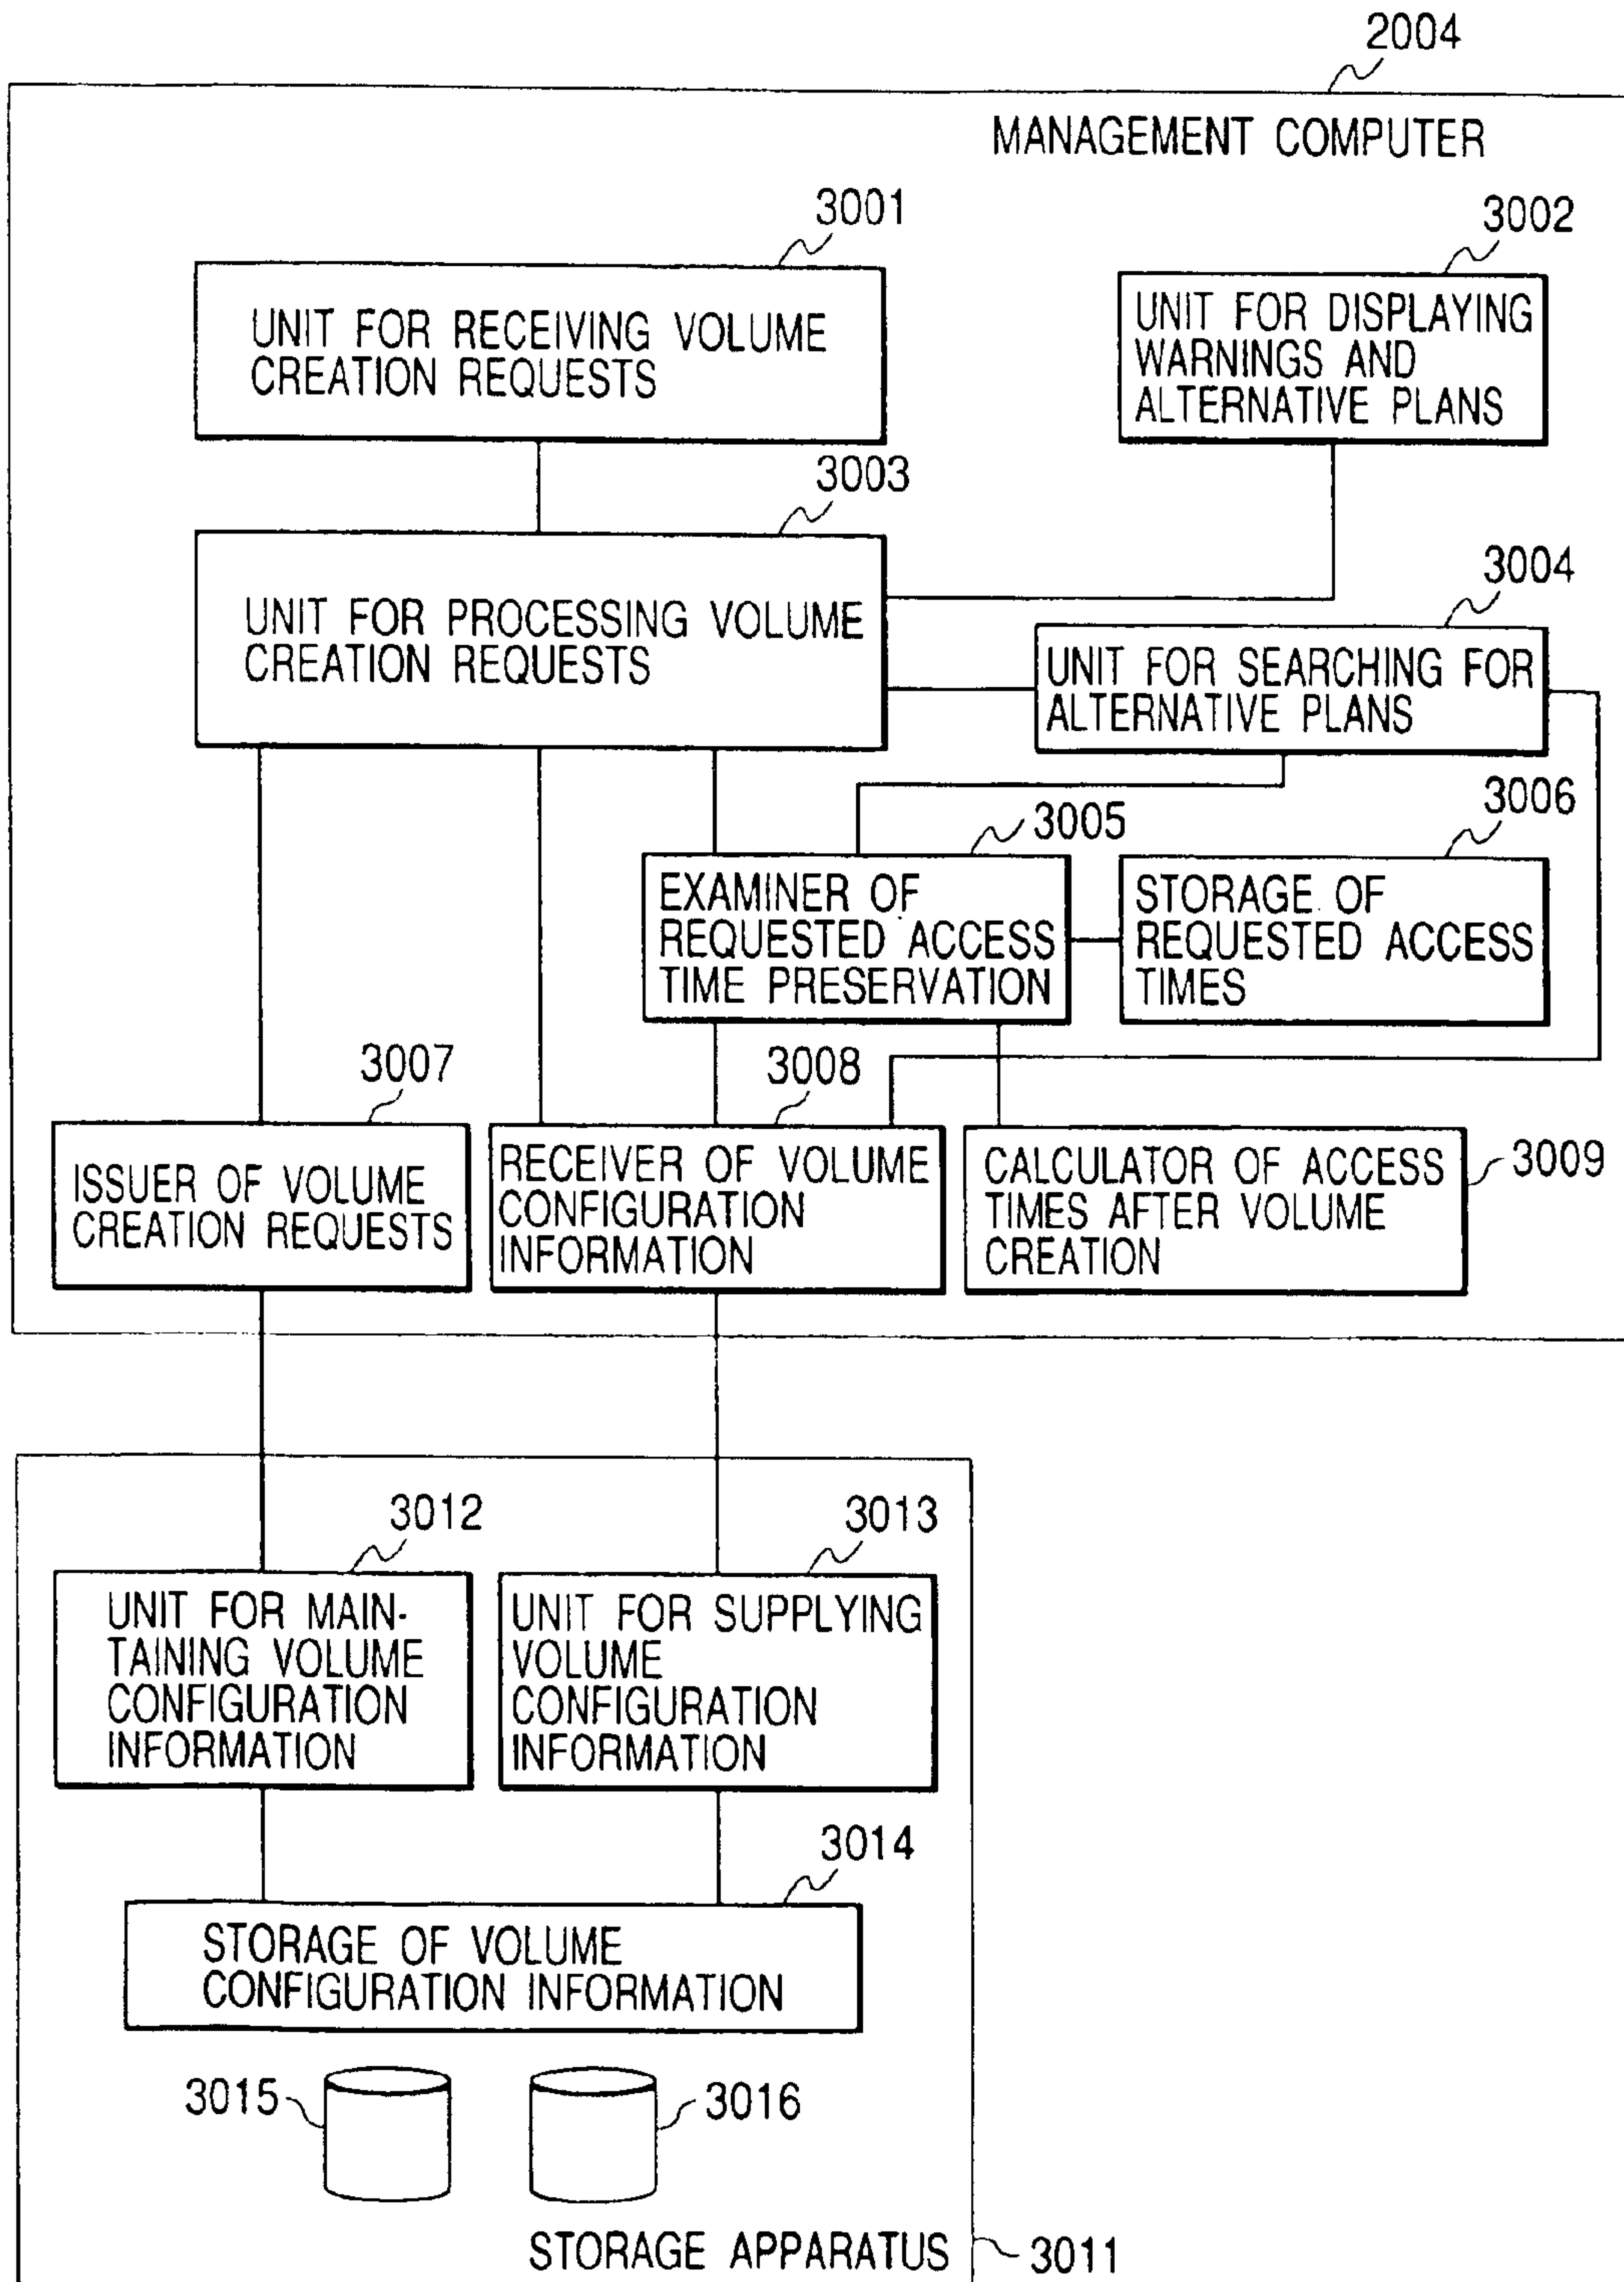 2004
MANAGEMENT COMPUTER
3001
UNIT FOR RECEIVING VOLUME
CREATION REQUESTS
3002
UNIT FOR DISPLAYING
WARNINGS AND
ALTERNATIVE PLANS
3003
UNIT FOR PROCESSING VOLUME
CREATION REQUESTS
3004
UNIT FOR SEARCHING FOR
ALTERNATIVE PLANS
3005
EXAMINER OF
REQUESTED ACCESS
TIME PRESERVATION
3006
STORAGE OF
REQUESTED ACCESS
TIMES
3007
ISSUER OF VOLUME
CREATION REQUESTS
3008
RECEIVER OF VOLUME
CONFIGURATION
INFORMATION
CALCULATOR OF ACCESS
TIMES AFTER VOLUME
CREATION
3009
3012
UNIT FOR MAIN-
TAINING VOLUME
CONFIGURATION
INFORMATION
3013
UNIT FOR SUPPLYING
VOLUME
CONFIGURATION
INFORMATION
3014
STORAGE OF VOLUME
CONFIGURATION INFORMATION
3015
3016
STORAGE APPARATUS
3011